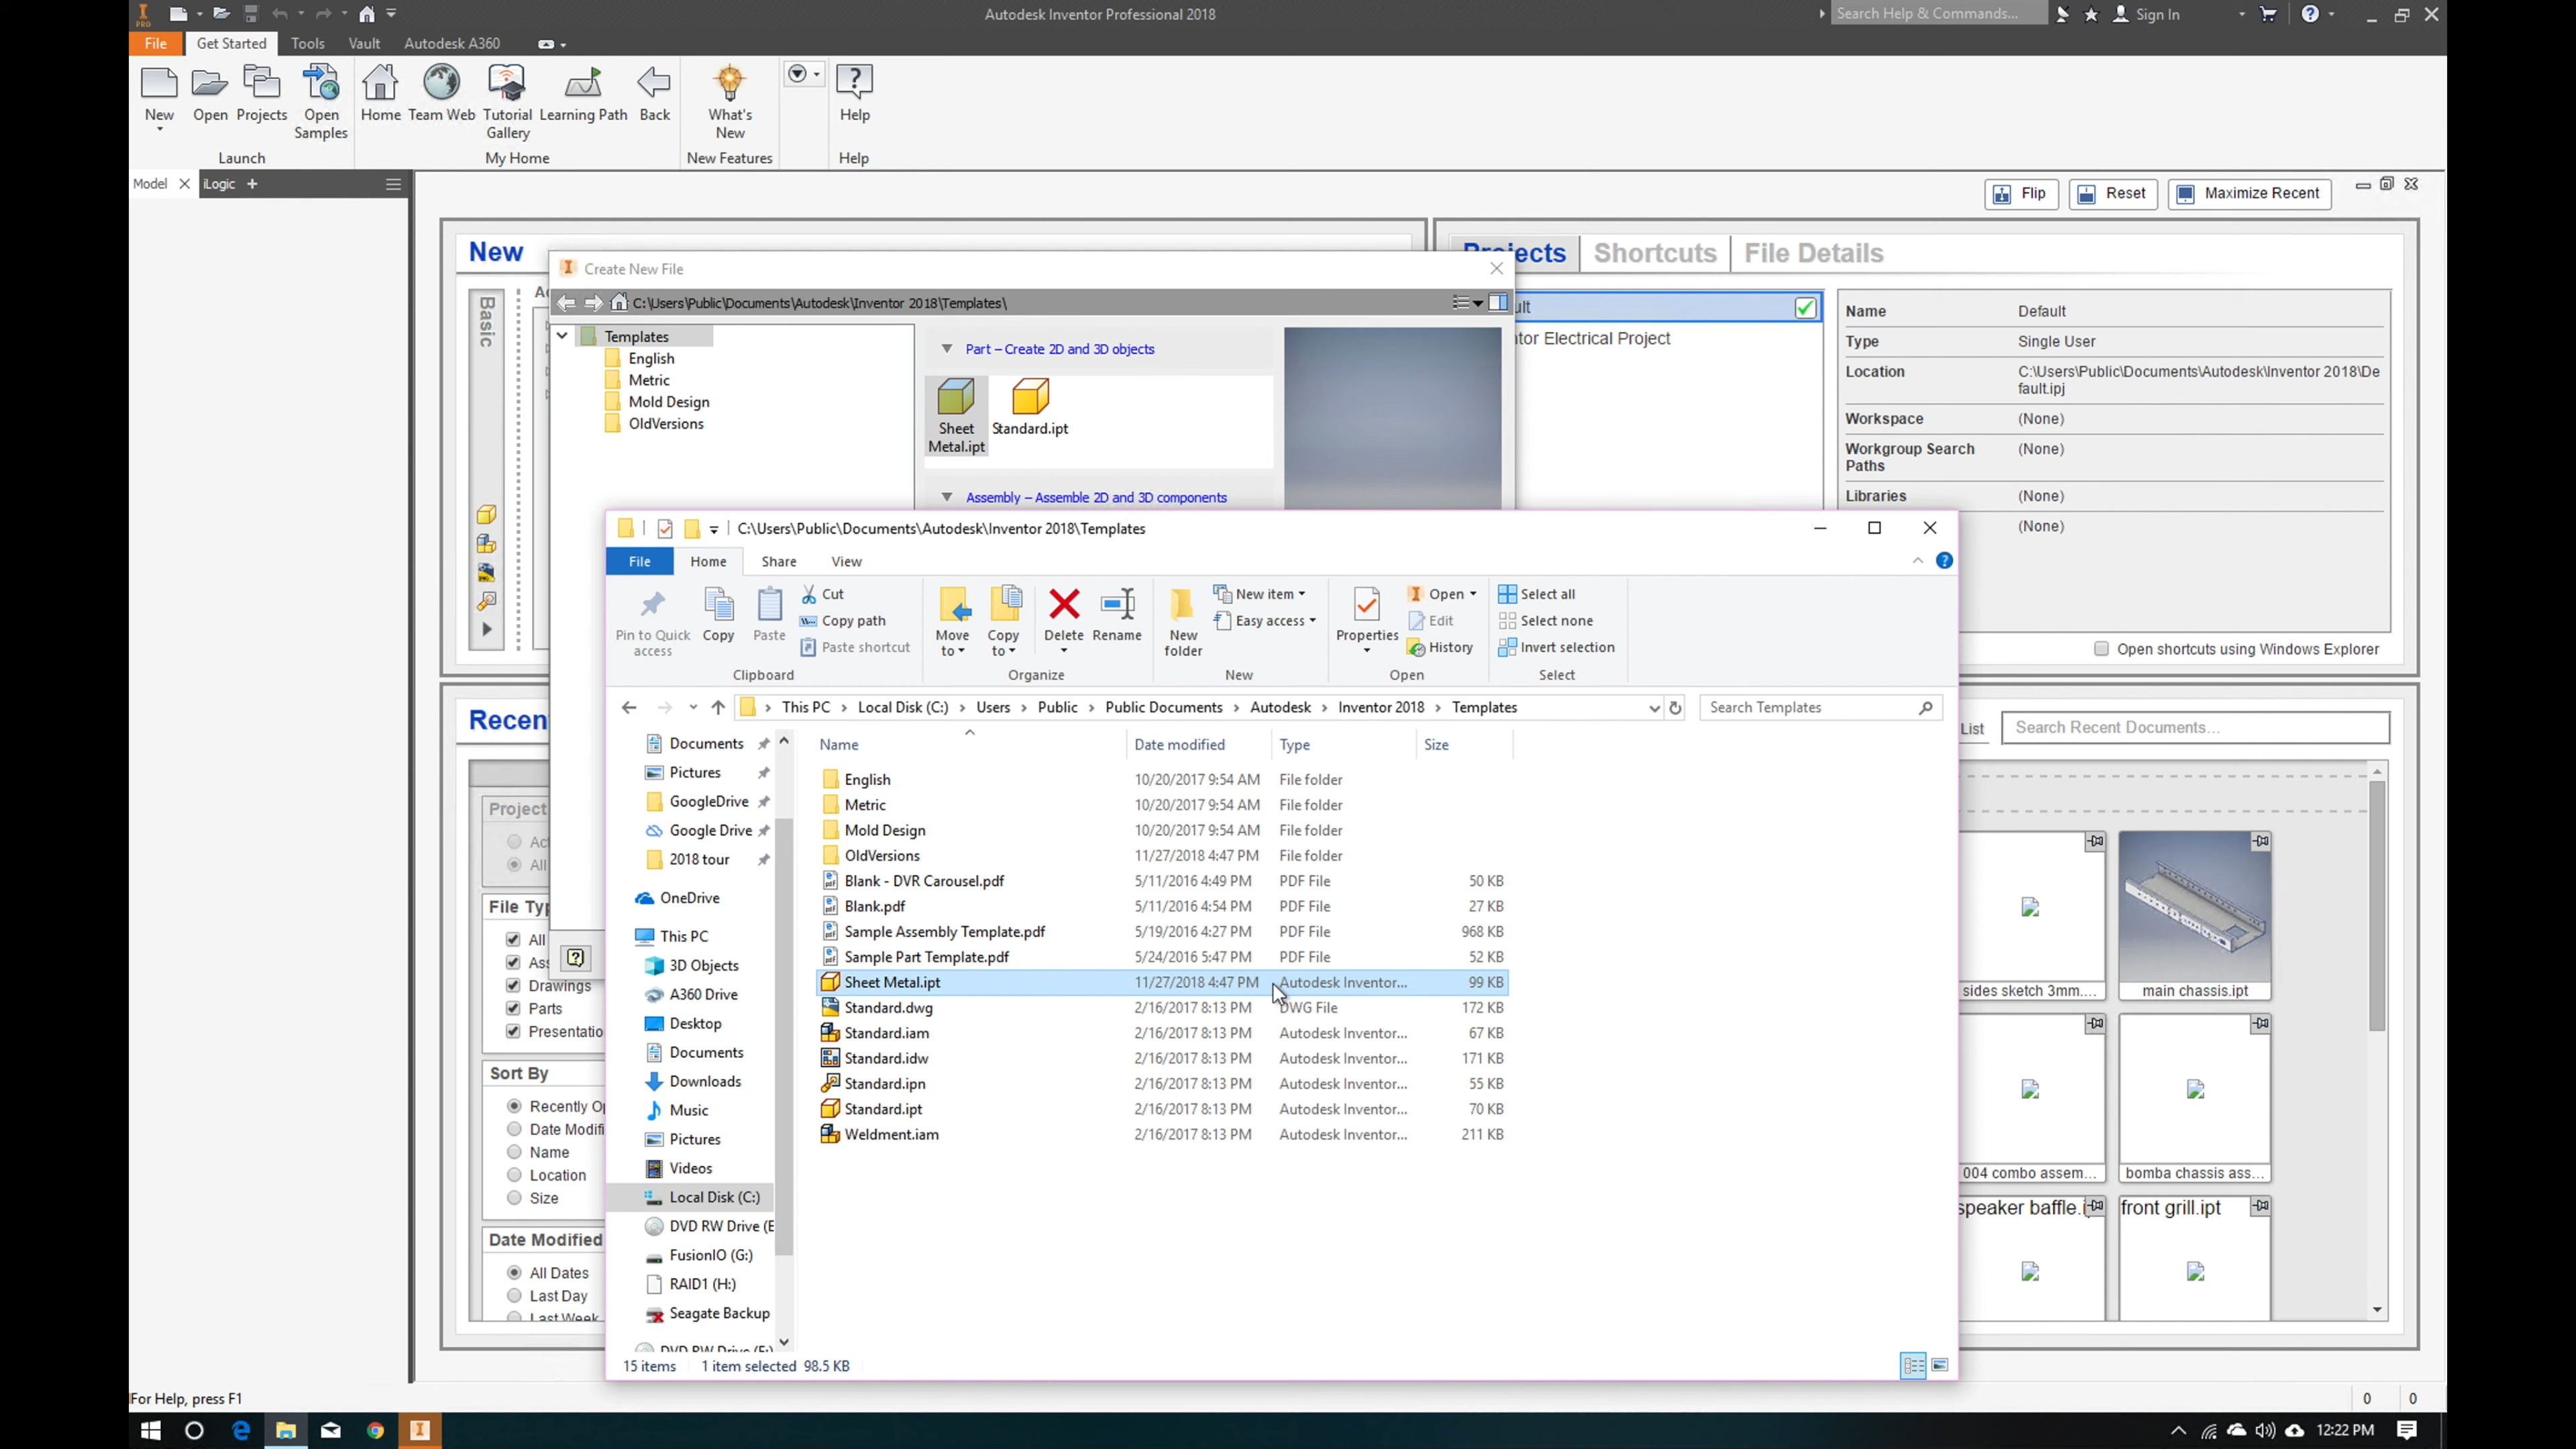 Autodesk Inventor Professional 2018
Search Help & Commands...
Sign In
PRO
File
Get Started
Tools
Vault
Autodesk A360
New
Open
Projects
Open Samples
Home
Team Web
Tutorial Gallery
Learning Path
Back
What's New
Help
Launch
My Home
New Features
Help
Model
iLogic
Flip
Reset
Maximize Recent
New
Projects
Shortcuts
File Details
Basic
Create New File
C:\Users\Public\Documents\Autodesk\Inventor 2018\Templates\
Templates
English
Metric
Mold Design
OldVersions
Part – Create 2D and 3D objects
Sheet Metal.ipt
Standard.ipt
Assembly – Assemble 2D and 3D components
Name Default
Type Single User
Location C:\Users\Public\Documents\Autodesk\Inventor 2018\De
fault.ipj
Workspace (None)
Workgroup Search Paths (None)
Libraries (None)
(None)
Open shortcuts using Windows Explorer
C:\Users\Public\Documents\Autodesk\Inventor 2018\Templates
File
Home
Share
View
Pin to Quick access
Copy
Paste
Cut
Copy path
Paste shortcut
Move to
Copy to
Delete
Rename
New folder
New item
Easy access
Properties
Open
Edit
History
Select all
Select none
Invert selection
Clipboard
Organize
New
Open
Select
This PC
Local Disk (C:)
Users
Public
Public Documents
Autodesk
Inventor 2018
Templates
Search Templates
List
Search Recent Documents...
Documents
Pictures
GoogleDrive
Google Drive
2018 tour
OneDrive
This PC
3D Objects
A360 Drive
Desktop
Documents
Downloads
Music
Pictures
Videos
Local Disk (C:)
DVD RW Drive (E
FusionIO (G:)
RAID1 (H:)
Seagate Backup
Name Date modified Type Size
English 10/20/2017 9:54 AM File folder
Metric 10/20/2017 9:54 AM File folder
Mold Design 10/20/2017 9:54 AM File folder
OldVersions 11/27/2018 4:47 PM File folder
Blank - DVR Carousel.pdf 5/11/2016 4:49 PM PDF File 50 KB
Blank.pdf 5/11/2016 4:54 PM PDF File 27 KB
Sample Assembly Template.pdf 5/19/2016 4:27 PM PDF File 968 KB
Sample Part Template.pdf 5/24/2016 5:47 PM PDF File 52 KB
Sheet Metal.ipt 11/27/2018 4:47 PM Autodesk Inventor... 99 KB
Standard.dwg 2/16/2017 8:13 PM DWG File 172 KB
Standard.iam 2/16/2017 8:13 PM Autodesk Inventor... 67 KB
Standard.idw 2/16/2017 8:13 PM Autodesk Inventor... 171 KB
Standard.ipn 2/16/2017 8:13 PM Autodesk Inventor... 55 KB
Standard.ipt 2/16/2017 8:13 PM Autodesk Inventor... 70 KB
Weldment.iam 2/16/2017 8:13 PM Autodesk Inventor... 211 KB
15 items
1 item selected 98.5 KB
Project
All
File Typ
All
Drawings
Parts
Presentatio
Sort By
Date Modifi
Name
Location
Size
Date Modified
All Dates
Last Day
Last Week
sides sketch 3mm....
main chassis.ipt
004 combo assem...
bomba chassis ass...
speaker baffle.i
front grill.ipt
For Help, press F1
0
0
12:22 PM